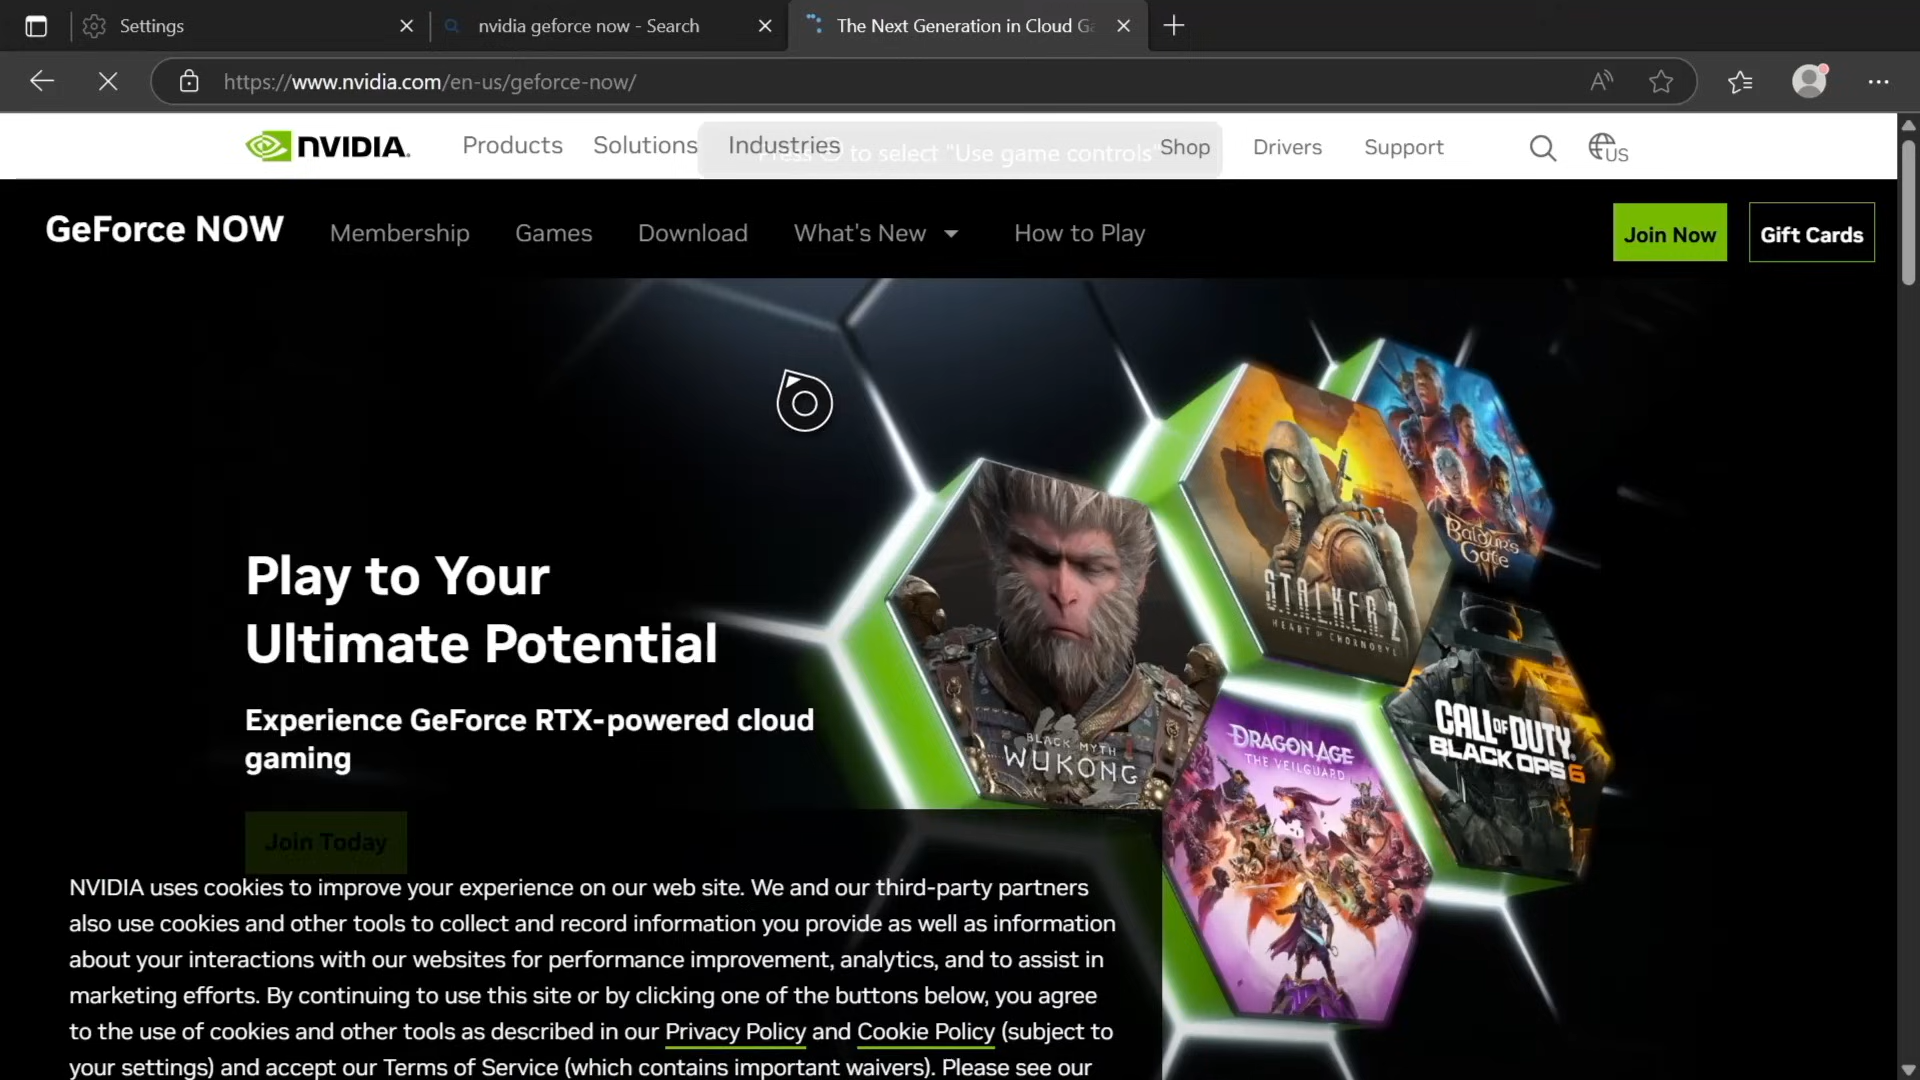 Settings
nvidia geforce now - Search
The Next Generation in Cloud Ga
https://www.nvidia.com/en-us/geforce-now/
NVIDIA.
Products
Solutions
Industries
Press to select "Use game controls"
Shop
Drivers
Support
US
GeForce NOW
Membership
Games
Download
What's New
How to Play
Join Now
Gift Cards
Play to Your
Ultimate Potential
Experience GeForce RTX-powered cloud
gaming
Join Today
BLACK MYTH
WUKONG
S.T.A.L.K.E.R. 2
HEART OF CHORNOBYL
BALDUR'S
GATE
CALL OF DUTY
BLACK OPS 6
DRAGON AGE
THE VEILGUARD
NVIDIA uses cookies to improve your experience on our web site. We and our third-party partners
also use cookies and other tools to collect and record information you provide as well as information
about your interactions with our websites for performance improvement, analytics, and to assist in
marketing efforts. By continuing to use this site or by clicking one of the buttons below, you agree
to the use of cookies and other tools as described in our Privacy Policy and Cookie Policy (subject to
your settings) and accept our Terms of Service (which contains important waivers). Please see our